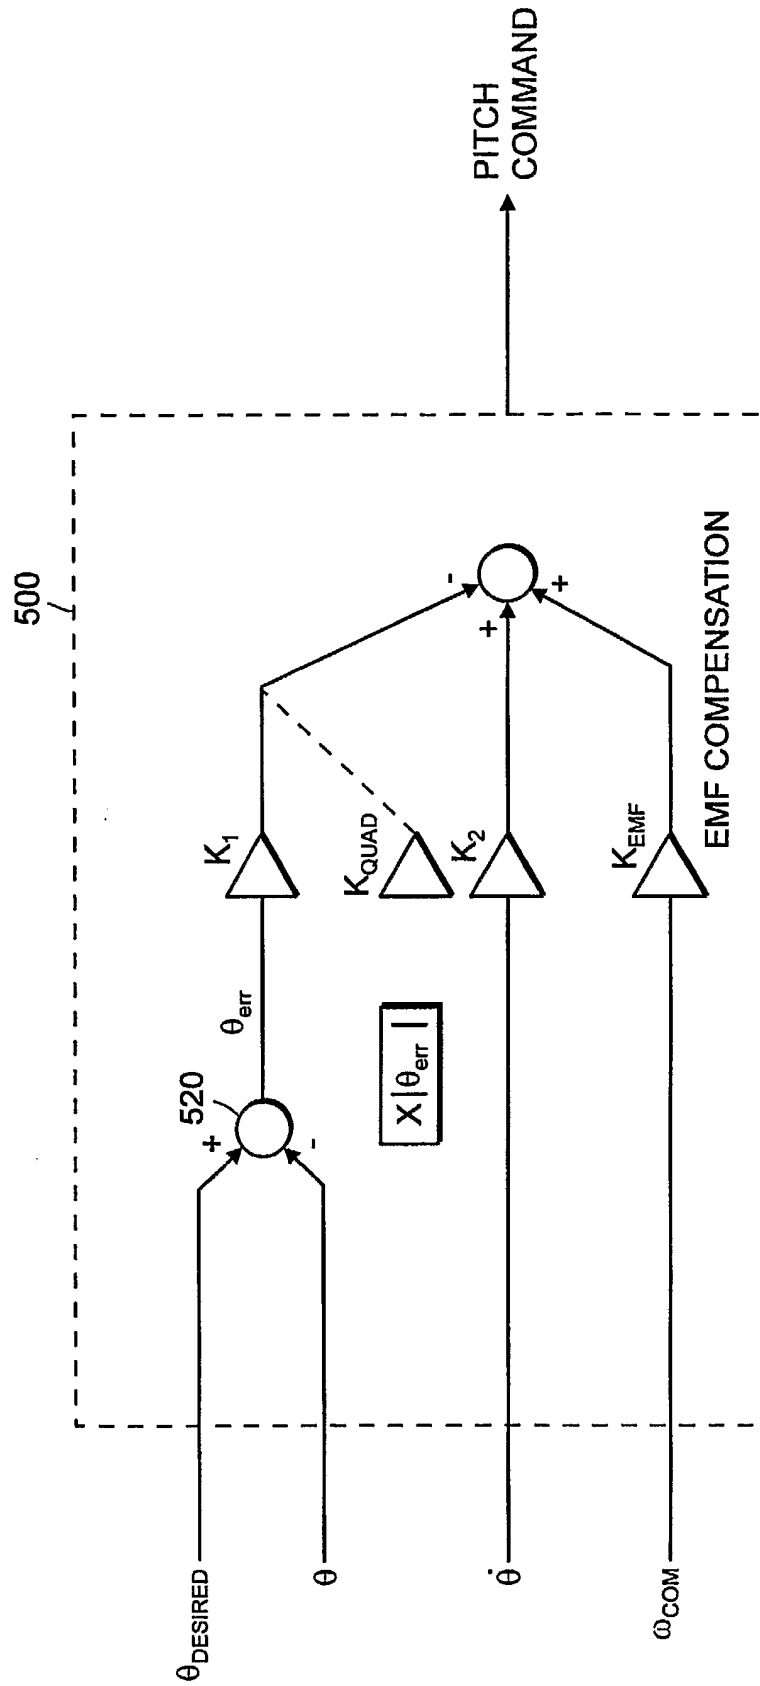 500
θDESIRED
θ
θ̇
ωCOM
+
-
520
θerr
X|θerr|
K1
KQUAD
K2
KEMF
-
+
+
EMF COMPENSATION
PITCH
COMMAND